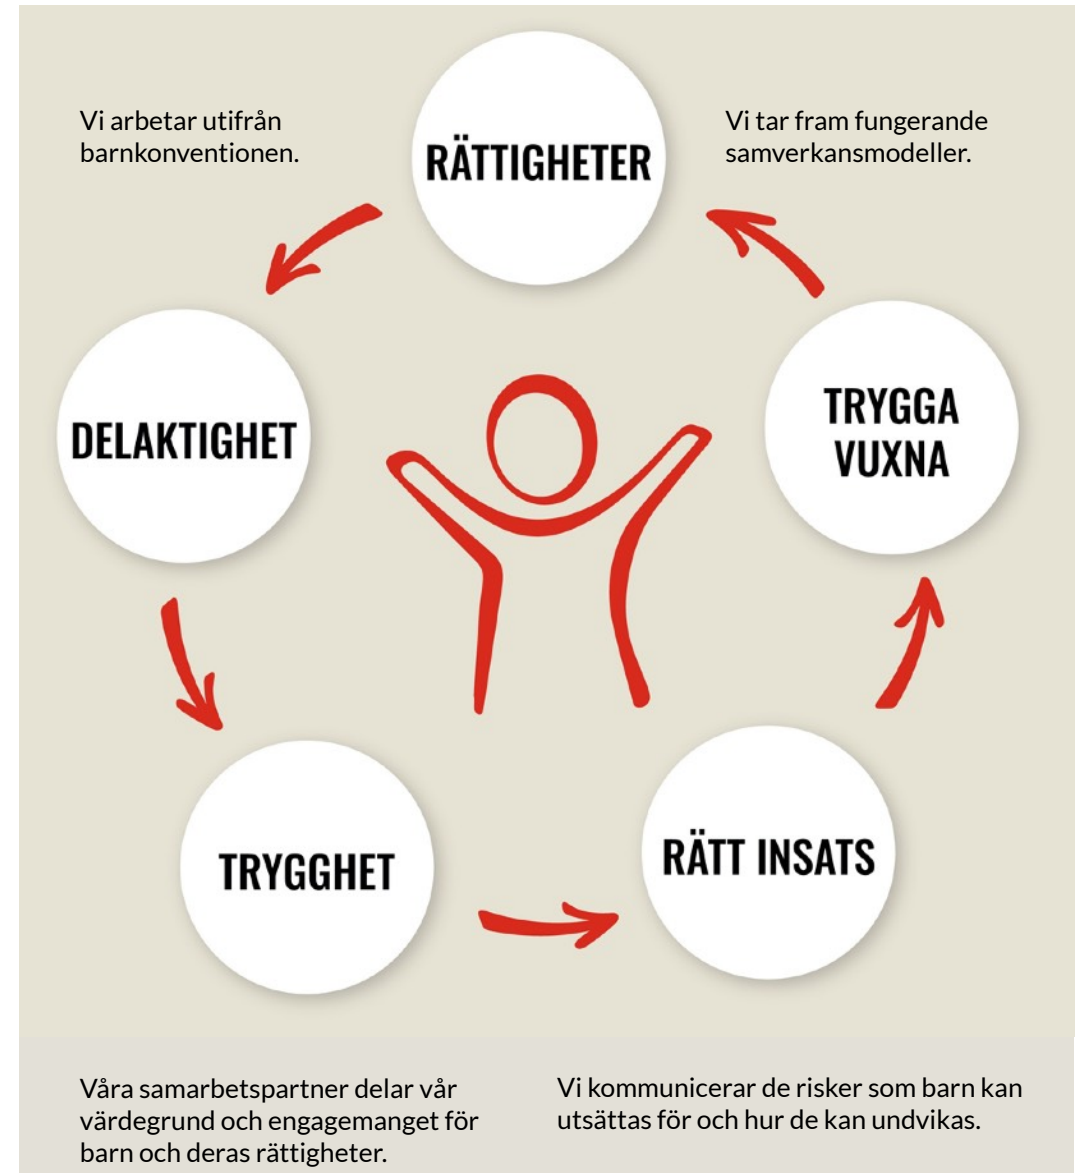 Vi arbetar utifrån
barnkonventionen.
RÄTTIGHETER
Vi tar fram fungerande
samverkansmodeller.
DELAKTIGHET
TRYGGA
VUXNA
TRYGGHET
RÄTT INSATS
Våra samarbetspartner delar vår
värdegrund och engagemanget för
barn och deras rättigheter.
Vi kommunicerar de risker som barn kan
utsättas för och hur de kan undvikas.